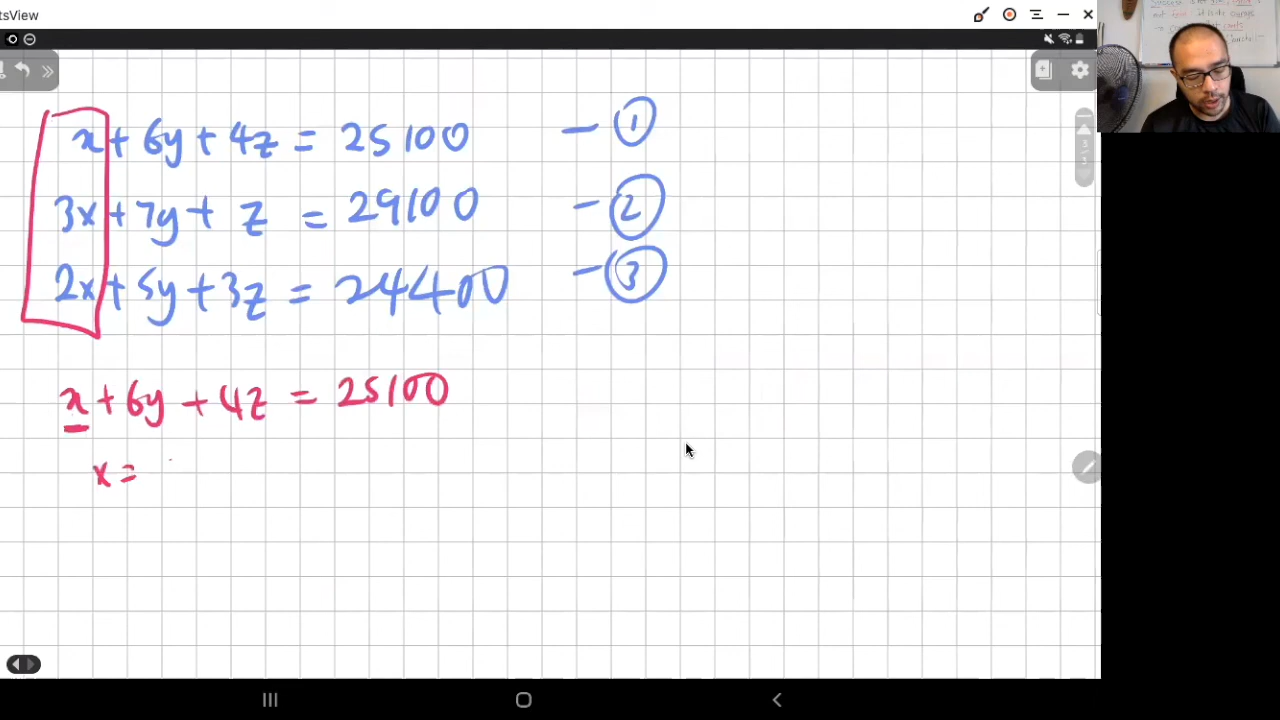 tsView
x + 6y + 4z = 25100 - ①
3x + 7y + z = 29100 - ②
2x + 5y + 3z = 24400 - ③
x + 6y + 4z = 25100
x =